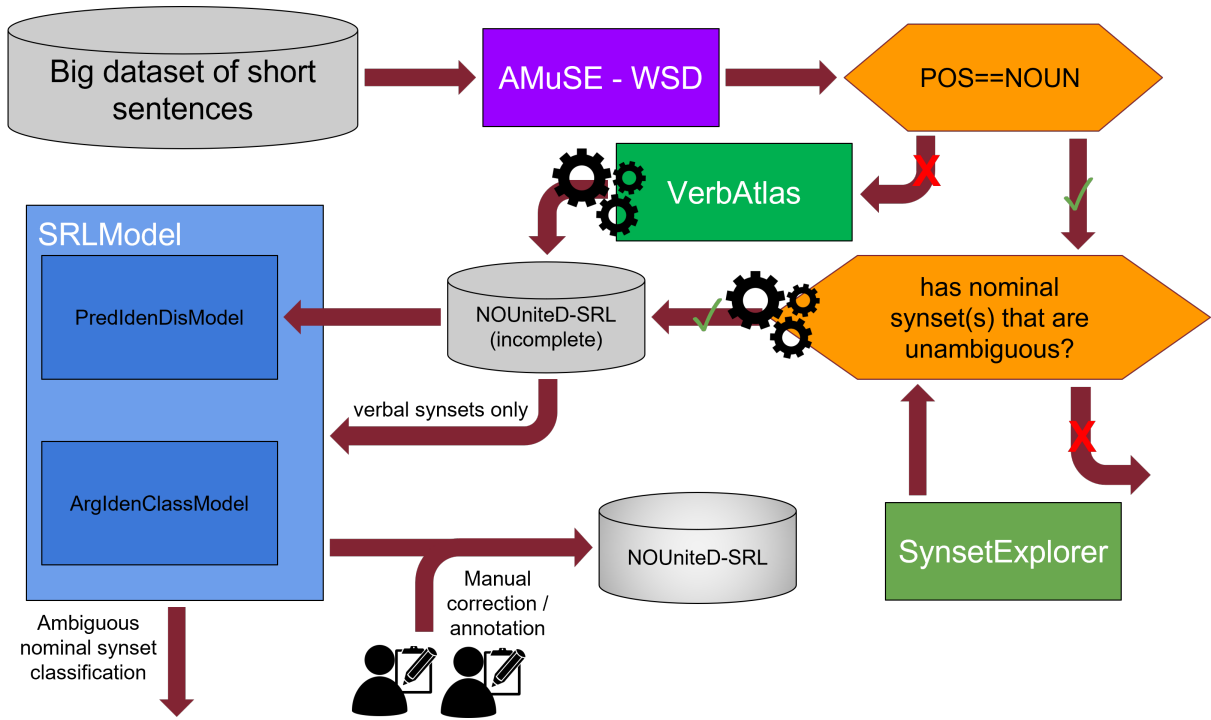 Big dataset of short
sentences
AMuSE - WSD
POS==NOUN
X
VerbAtlas
SRLModel
PredIdenDisModel
NOUniteD-SRL
(incomplete)
has nominal
synset(s) that are
unambiguous?
verbal synsets only
X
ArgIdenClassModel
NOUniteD-SRL
SynsetExplorer
Manual
correction /
annotation
Ambiguous
nominal synset
classification